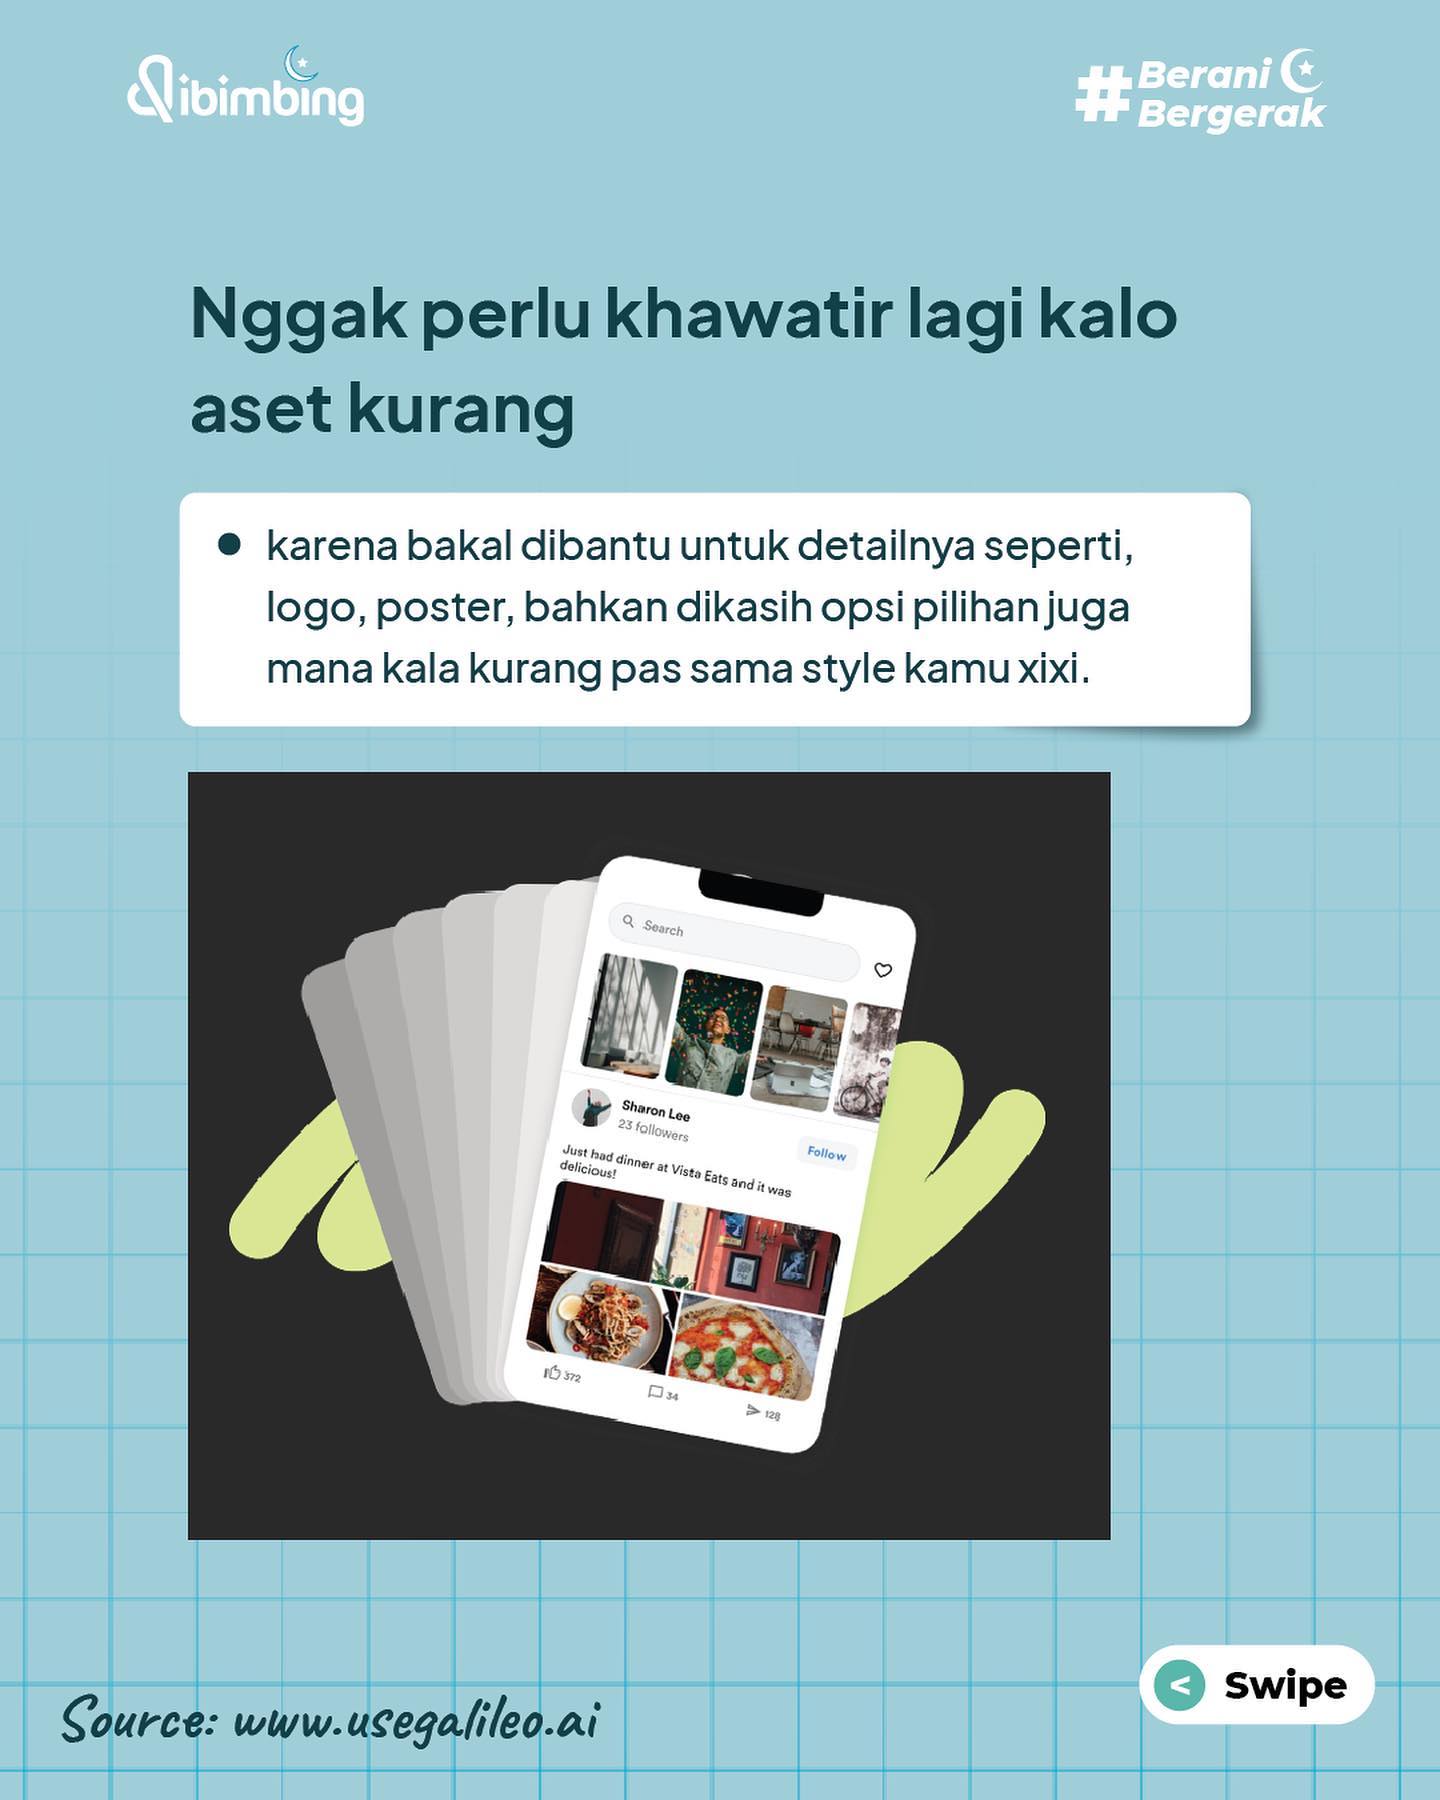 dibimbing
#Berani
Bergerak
Nggak perlu khawatir lagi kalo
aset kurang
● karena bakal dibantu untuk detailnya seperti,
logo, poster, bahkan dikasih opsi pilihan juga
mana kala kurang pas sama style kamu xixi.
Search
Sharon Lee
23 followers
Follow
Just had dinner at Vista Eats and it was
delicious!
372
34
128
< Swipe
Source: www.usegalileo.ai